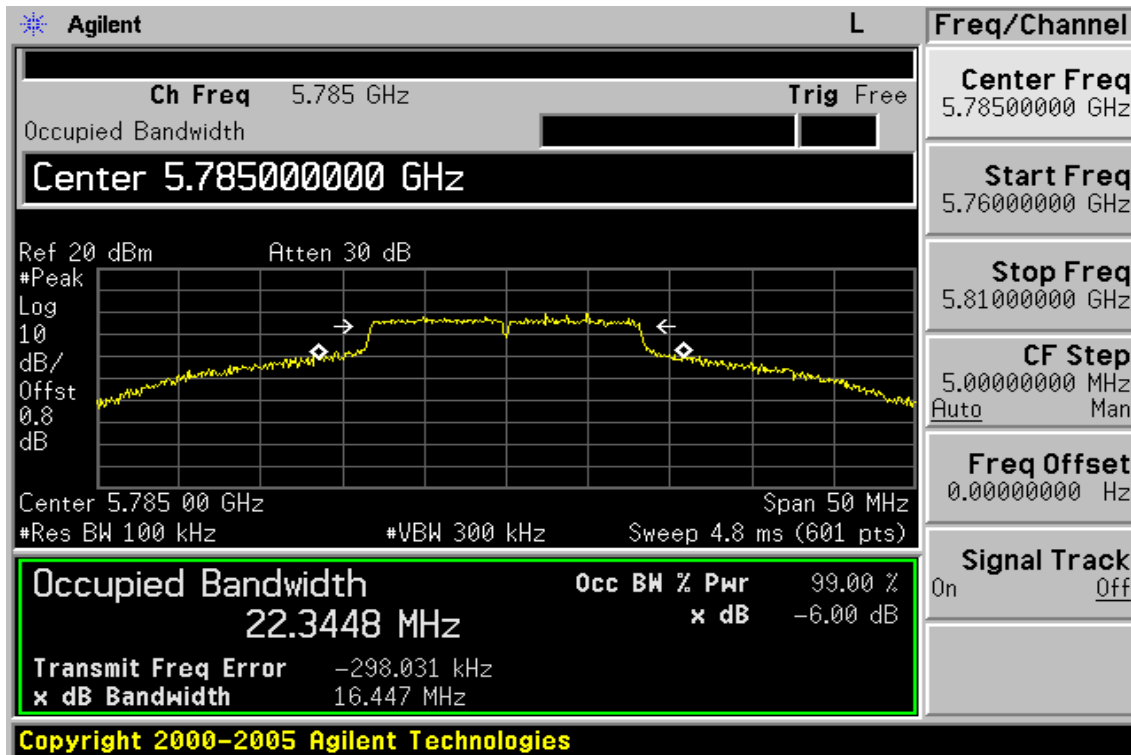 Agilent L
Ch Freq 5.785 GHz Trig Free
Occupied Bandwidth
Center 5.785000000 GHz
Ref 20 dBm Atten 30 dB
#Peak
Log
10
dB/
Offst
0.8
dB
Center 5.785 00 GHz Span 50 MHz
#Res BW 100 kHz #VBW 300 kHz Sweep 4.8 ms (601 pts)
Occupied Bandwidth Occ BW % Pwr 99.00 %
22.3448 MHz x dB -6.00 dB
Transmit Freq Error -298.031 kHz
x dB Bandwidth 16.447 MHz
Copyright 2000-2005 Agilent Technologies
Freq/Channel
Center Freq
5.78500000 GHz
Start Freq
5.76000000 GHz
Stop Freq
5.81000000 GHz
CF Step
5.00000000 MHz
Auto Man
Freq Offset
0.00000000 Hz
Signal Track
On Off